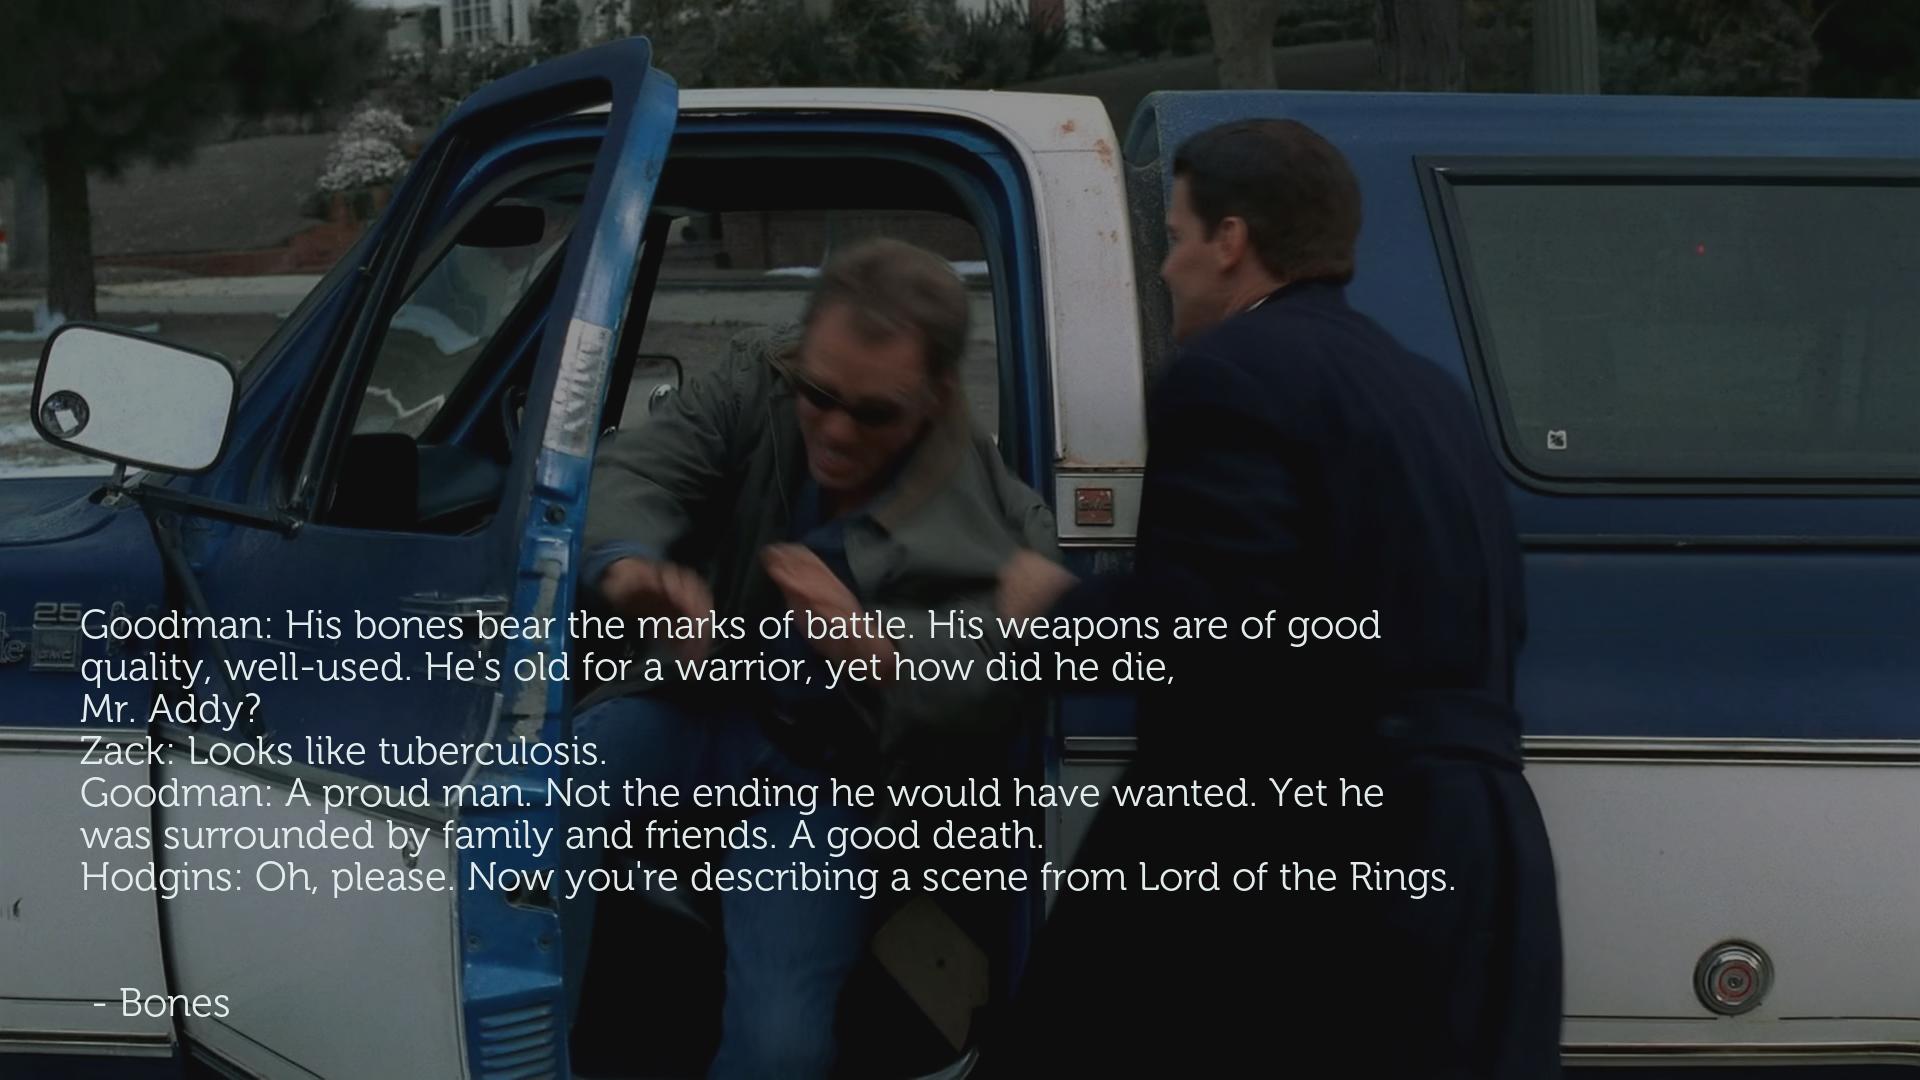 Goodman: His bones bear the marks of battle. His weapons are of good
quality, well-used. He's old for a warrior, yet how did he die,
Mr. Addy?
Zack: Looks like tuberculosis.
Goodman: A proud man. Not the ending he would have wanted. Yet he
was surrounded by family and friends. A good death.
Hodgins: Oh, please. Now you're describing a scene from Lord of the Rings.
- Bones
GMC
25
GMC